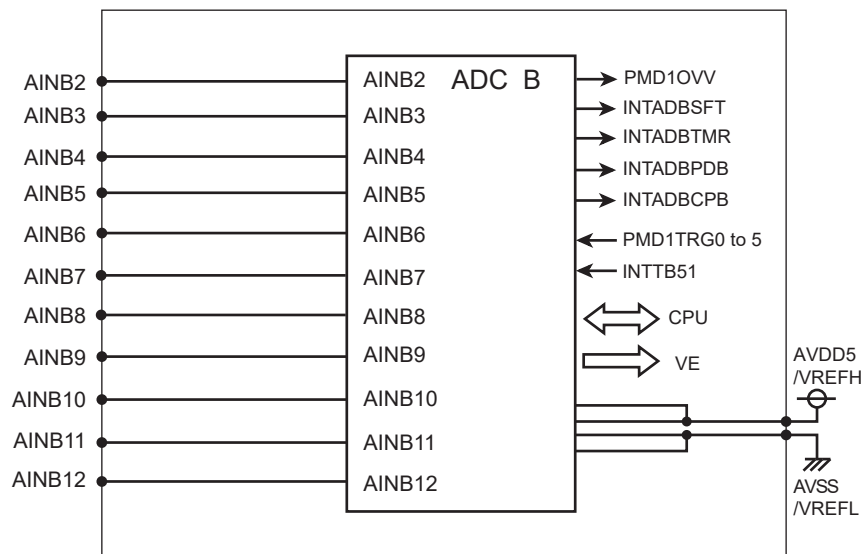 AINB2
AINB3
AINB4
AINB5
AINB6
AINB7
AINB8
AINB9
AINB10
AINB11
AINB12
ADC B
AINB2
AINB3
AINB4
AINB5
AINB6
AINB7
AINB8
AINB9
AINB10
AINB11
AINB12
PMD1OVV
INTADBSFT
INTADBTMR
INTADBPDB
INTADBCPB
PMD1TRG0 to 5
INTTB51
CPU
VE
AVDD5
/VREFH
AVSS
/VREFL